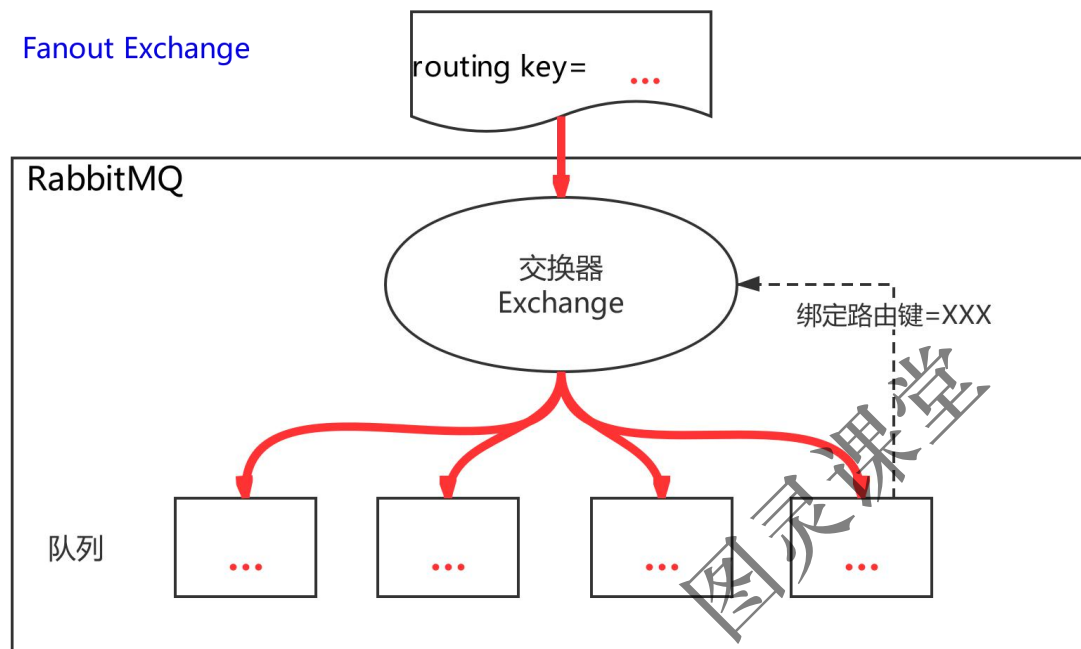 Fanout Exchange
routing key= ...
RabbitMQ
交换器
Exchange
绑定路由键=XXX
队列
... ... ... ...
图灵课堂